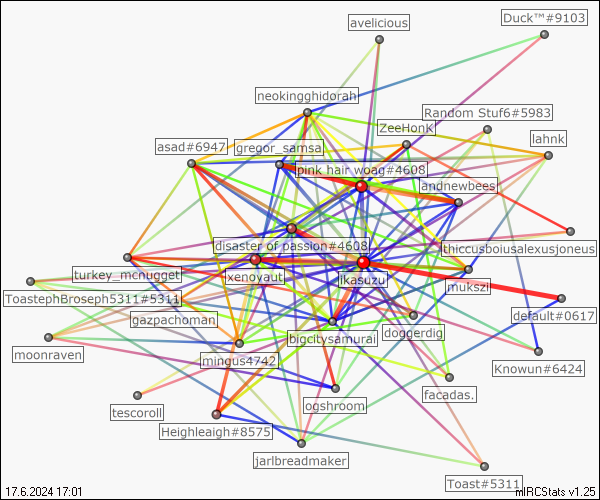 Duck™#9103
avelicious
neokingghidorah
Random Stuf6#5983
ZeeHonk
lahnk
asad#6947
gregor_samsa
pink hair woag#4608
andnewbees
disaster of passion#4608
thiccusboiusalexusjoneus
turkey_mcnugget
xenoyaut
ikasuzu
mukszi
ToastephBroseph5311#5311
gazpachoman
default#0617
bigcitysamurai
doggerdig
moonraven
mingus4742
Knowun#6424
facadas.
tescoroll
ogshroom
Heighleaigh#8575
jarlbreadmaker
Toast#5311
17.6.2024 17:01
mIRCStats v1.25